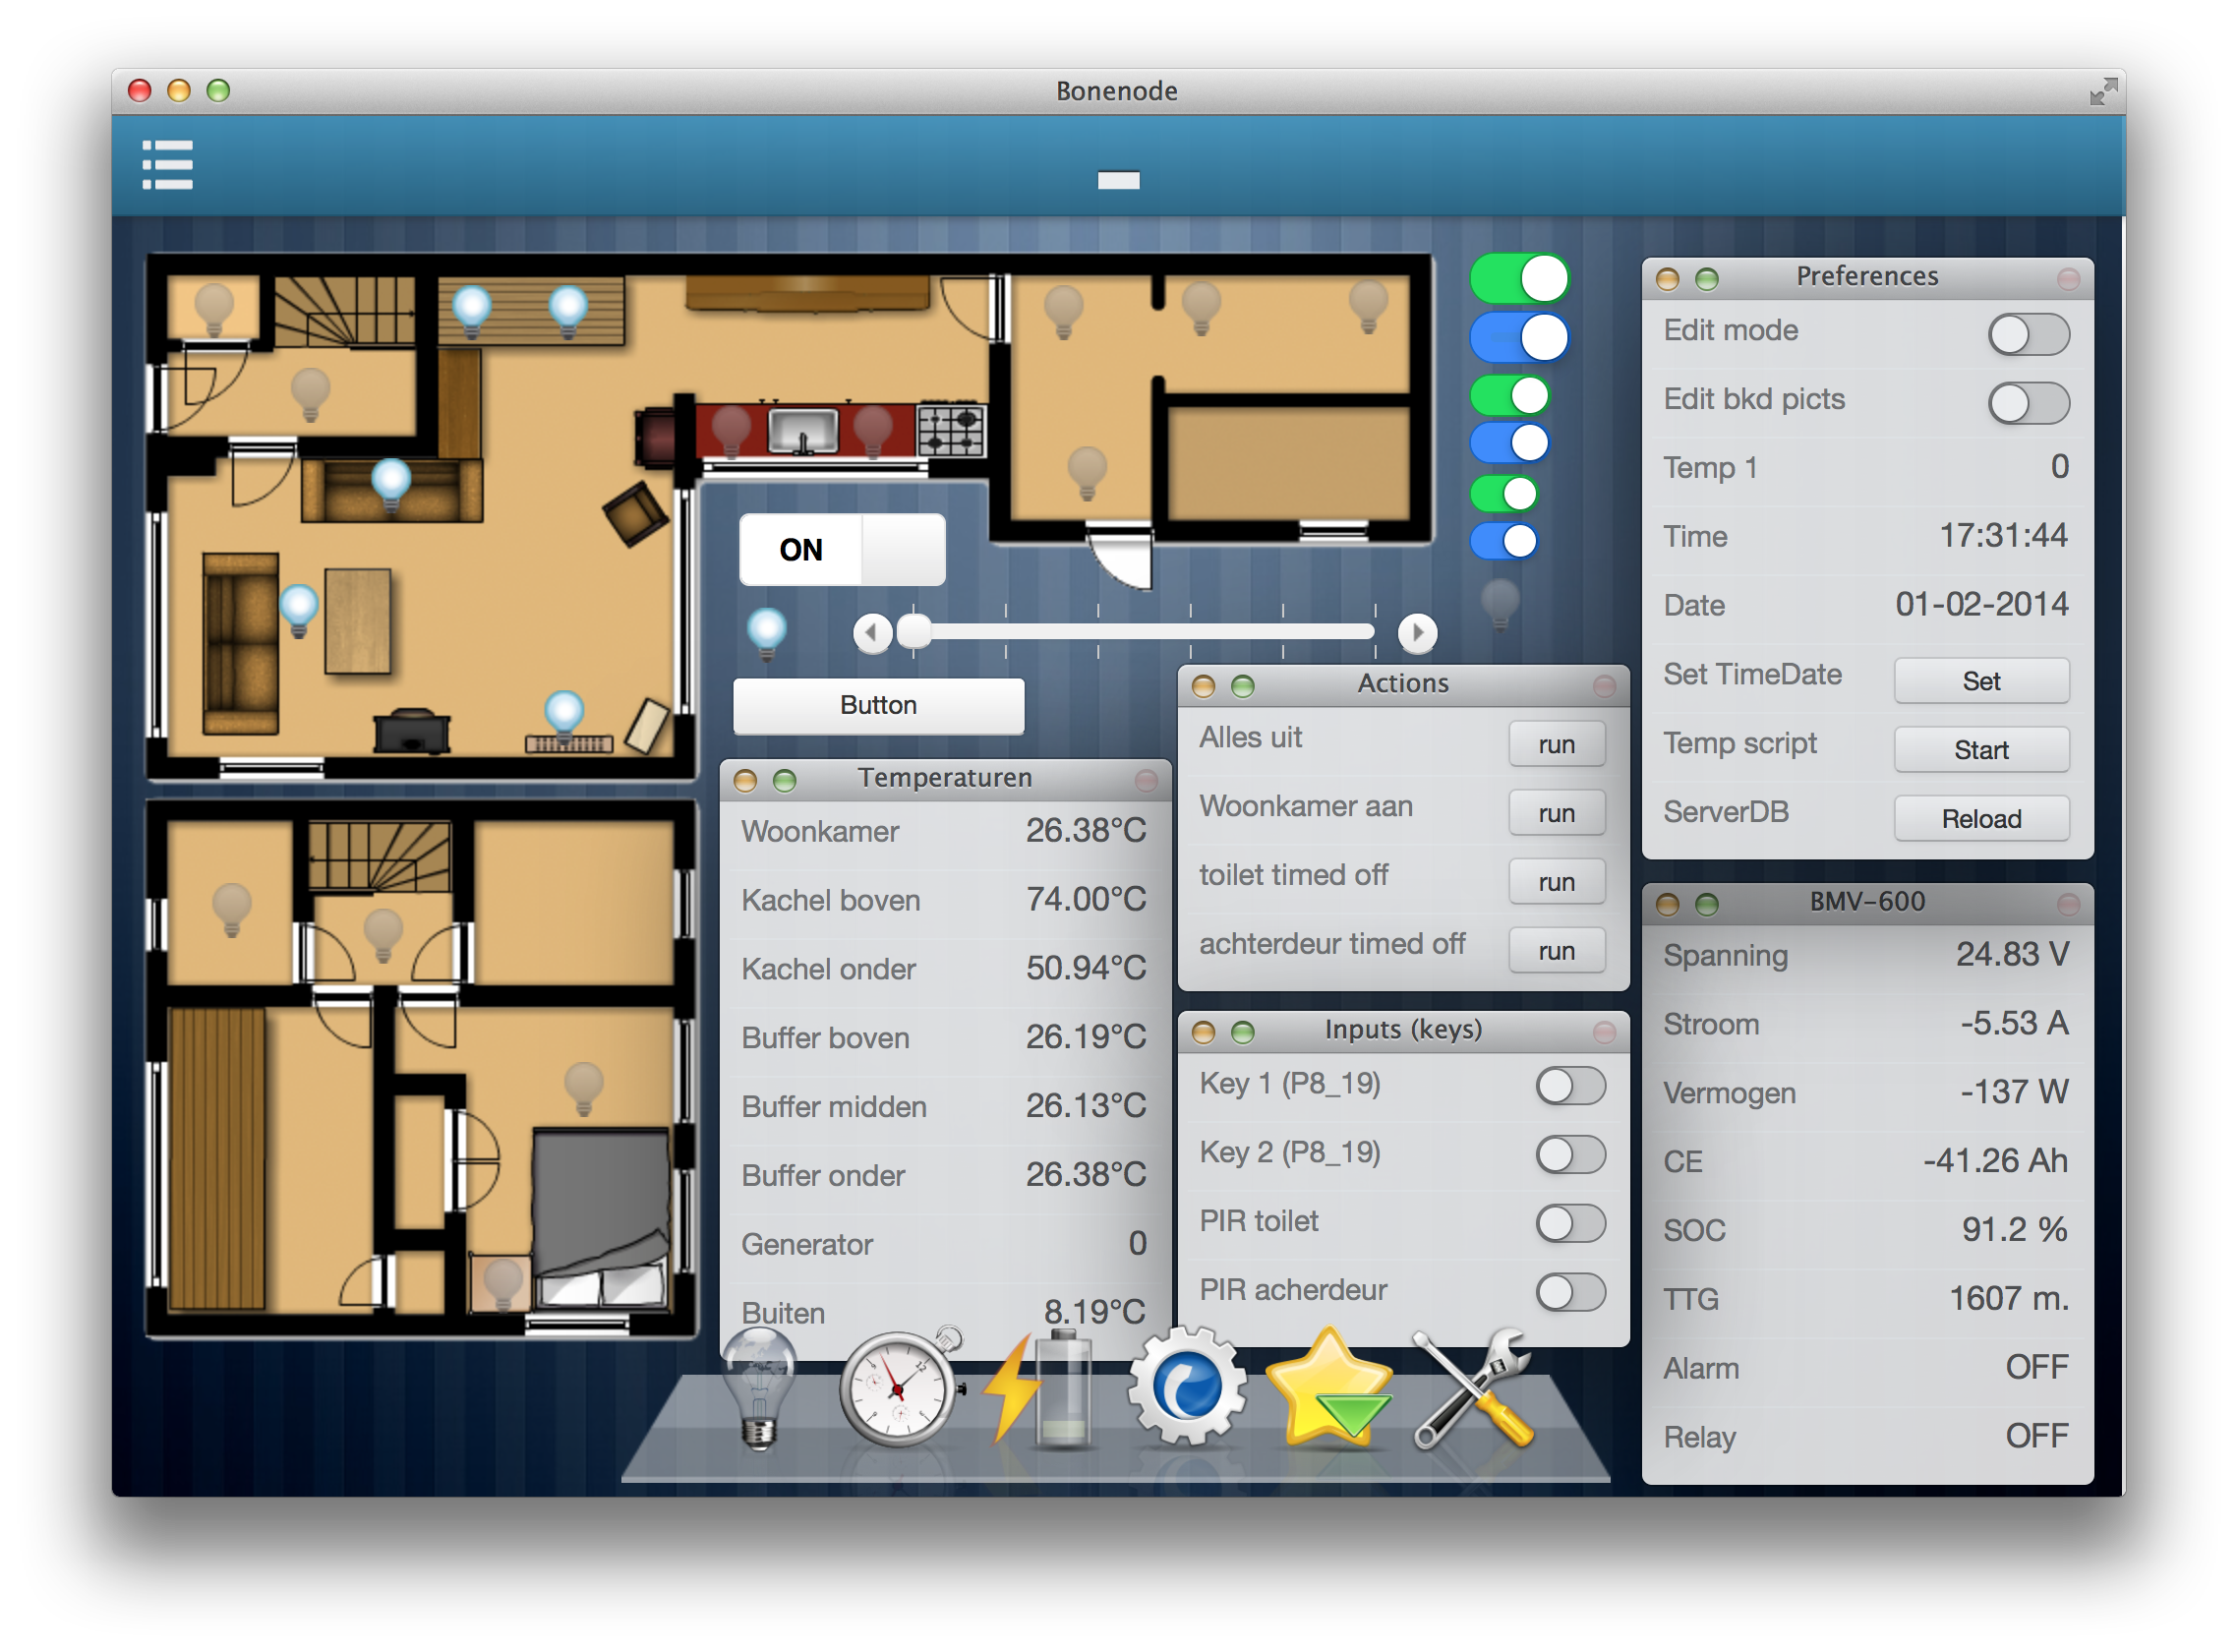 Bonenode
ON
Button
Temperaturen
Woonkamer 26.38°C
Kachel boven 74.00°C
Kachel onder 50.94°C
Buffer boven 26.19°C
Buffer midden 26.13°C
Buffer onder 26.38°C
Generator 0
Buiten 8.19°C
Actions
Alles uit run
Woonkamer aan run
toilet timed off run
achterdeur timed off run
Inputs (keys)
Key 1 (P8_19)
Key 2 (P8_19)
PIR toilet
PIR acherdeur
Preferences
Edit mode
Edit bkd picts
Temp 1 0
Time 17:31:44
Date 01-02-2014
Set TimeDate Set
Temp script Start
ServerDB Reload
BMV-600
Spanning 24.83 V
Stroom -5.53 A
Vermogen -137 W
CE -41.26 Ah
SOC 91.2 %
TTG 1607 m.
Alarm OFF
Relay OFF